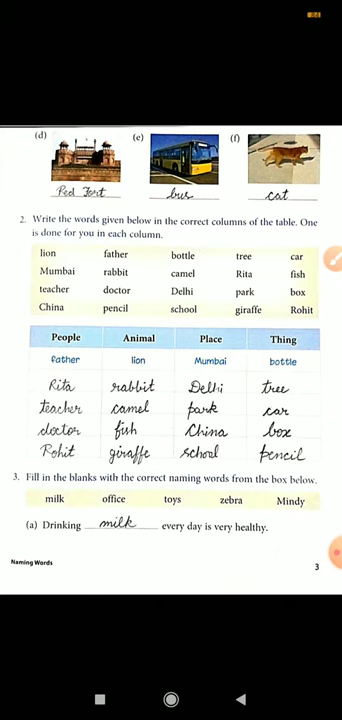 84
(d) (e) (f)
Red Fort bus cat
2. Write the words given below in the correct columns of the table. One
is done for you in each column.
lion father bottle tree car
Mumbai rabbit camel Rita fish
teacher doctor Delhi park box
China pencil school giraffe Rohit
People Animal Place Thing
father lion Mumbai bottle
Rita rabbit Delhi tree
teacher camel park car
doctor fish China box
Rohit giraffe school pencil
3. Fill in the blanks with the correct naming words from the box below.
milk office toys zebra Mindy
(a) Drinking milk every day is very healthy.
Naming Words
3